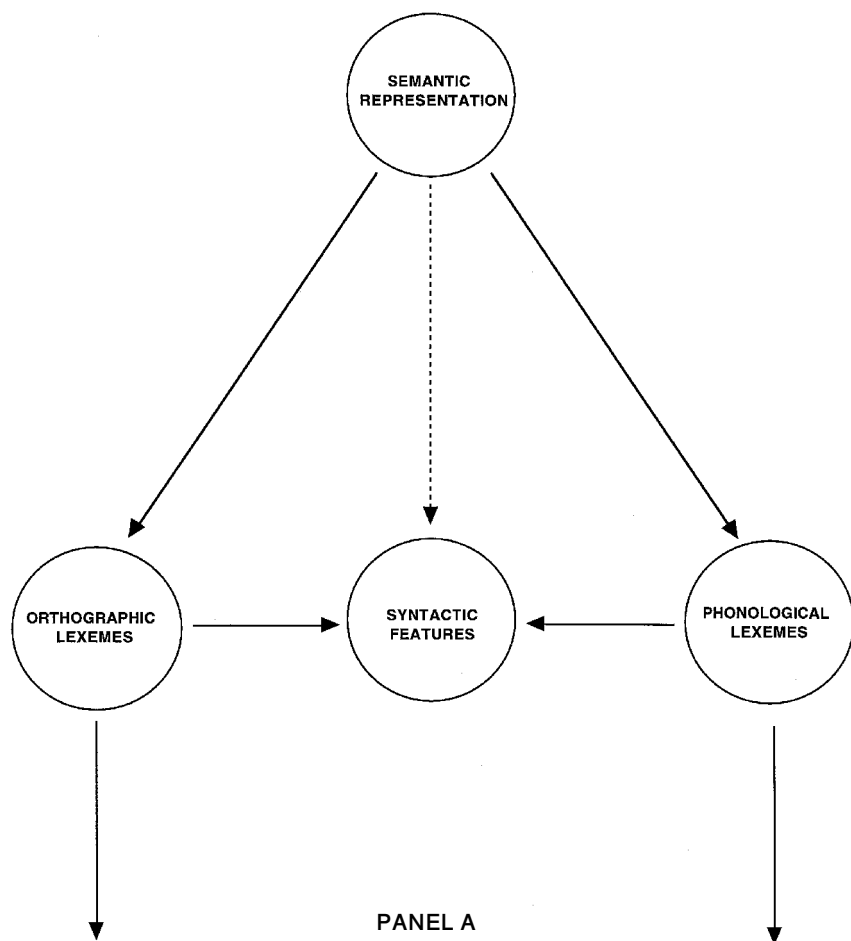 SEMANTIC
REPRESENTATION
ORTHOGRAPHIC
LEXEMES
SYNTACTIC
FEATURES
PHONOLOGICAL
LEXEMES
PANEL A